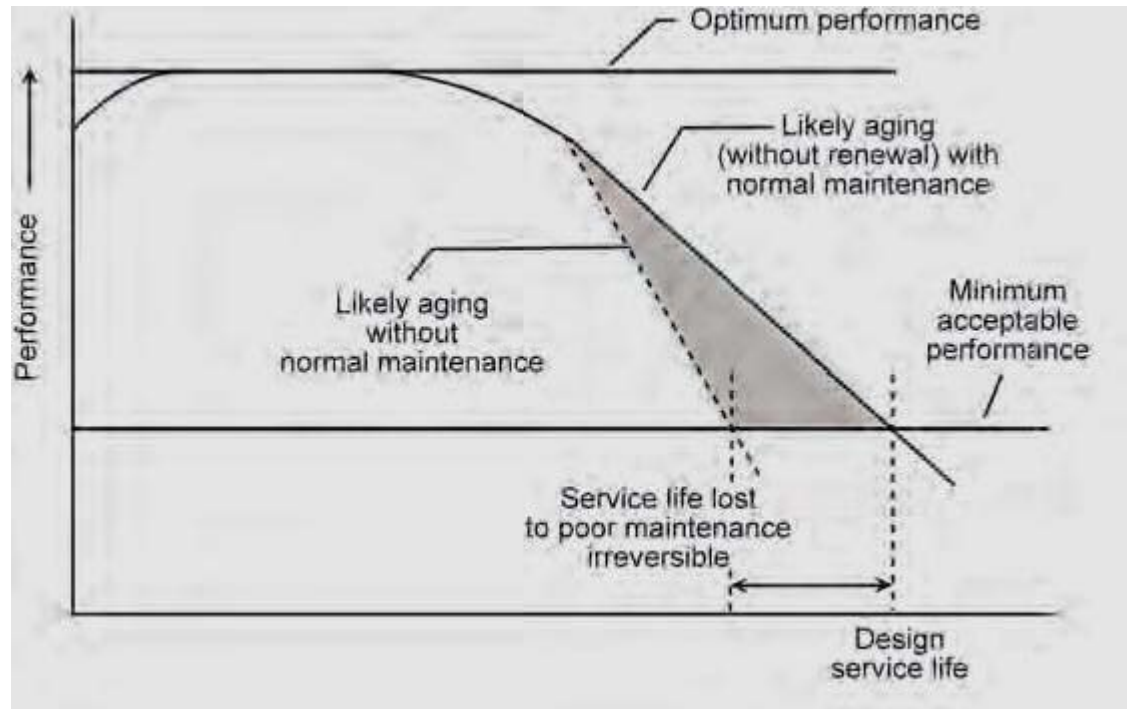 Optimum performance
Likely aging
(without renewal) with
normal maintenance
Performance
Likely aging
without
normal maintenance
Minimum
acceptable
performance
Service life lost
to poor maintenance
irreversible
Design
service life